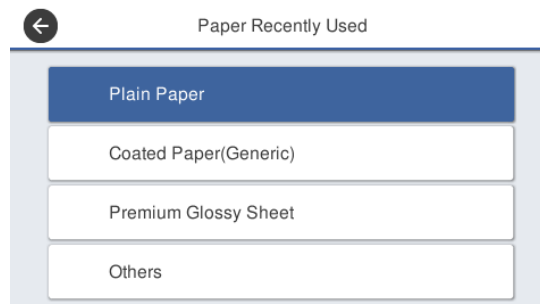 Paper Recently Used
Plain Paper
Coated Paper(Generic)
Premium Glossy Sheet
Others